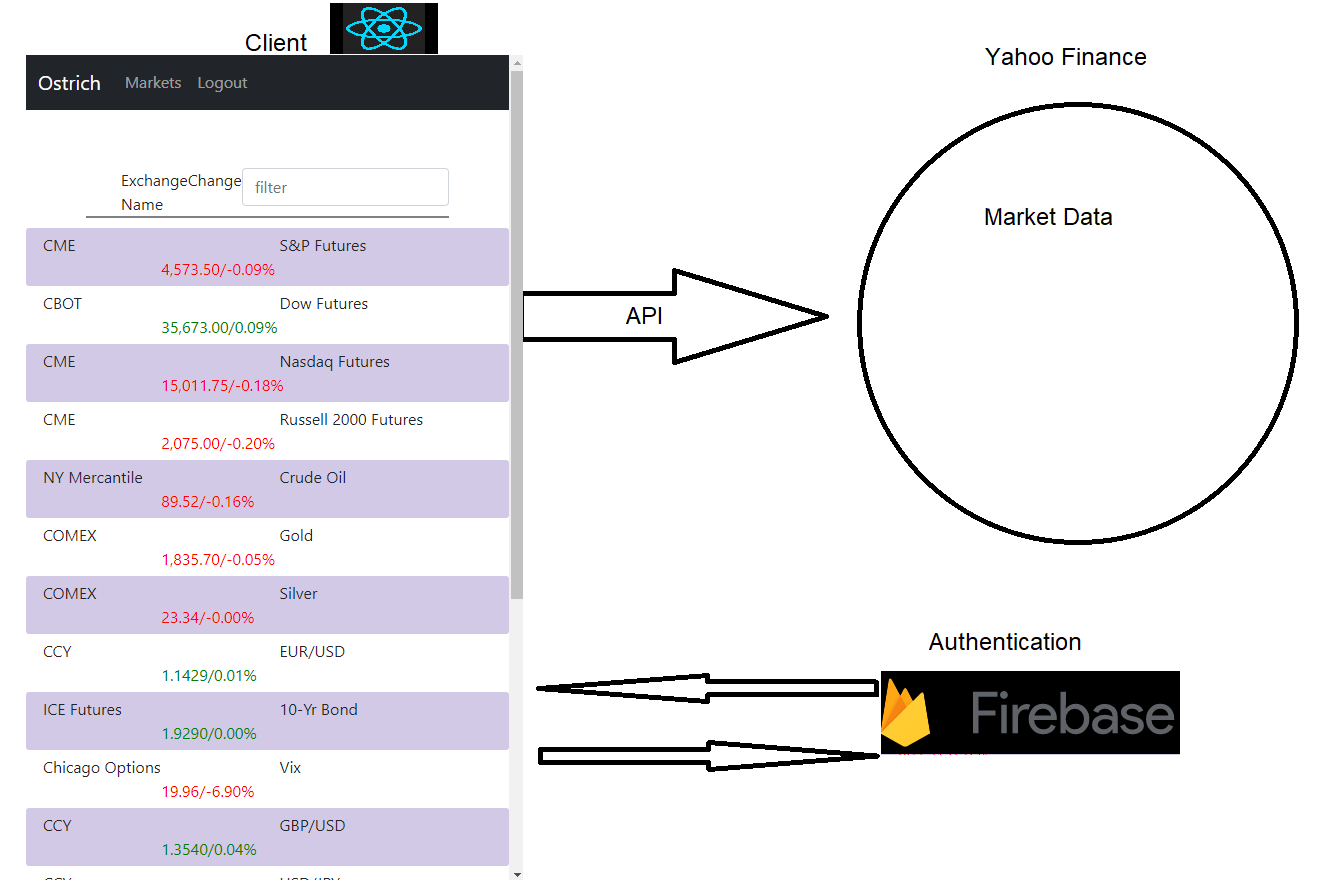 Client
Ostrich Markets Logout
ExchangeChange filter
Name
CME S&P Futures
4,573.50/-0.09%
CBOT Dow Futures
35,673.00/0.09%
CME Nasdaq Futures
15,011.75/-0.18%
CME Russell 2000 Futures
2,075.00/-0.20%
NY Mercantile Crude Oil
89.52/-0.16%
COMEX Gold
1,835.70/-0.05%
COMEX Silver
23.34/-0.00%
CCY EUR/USD
1.1429/0.01%
ICE Futures 10-Yr Bond
1.9290/0.00%
Chicago Options Vix
19.96/-6.90%
CCY GBP/USD
1.3540/0.04%
API
Yahoo Finance
Market Data
Authentication
Firebase